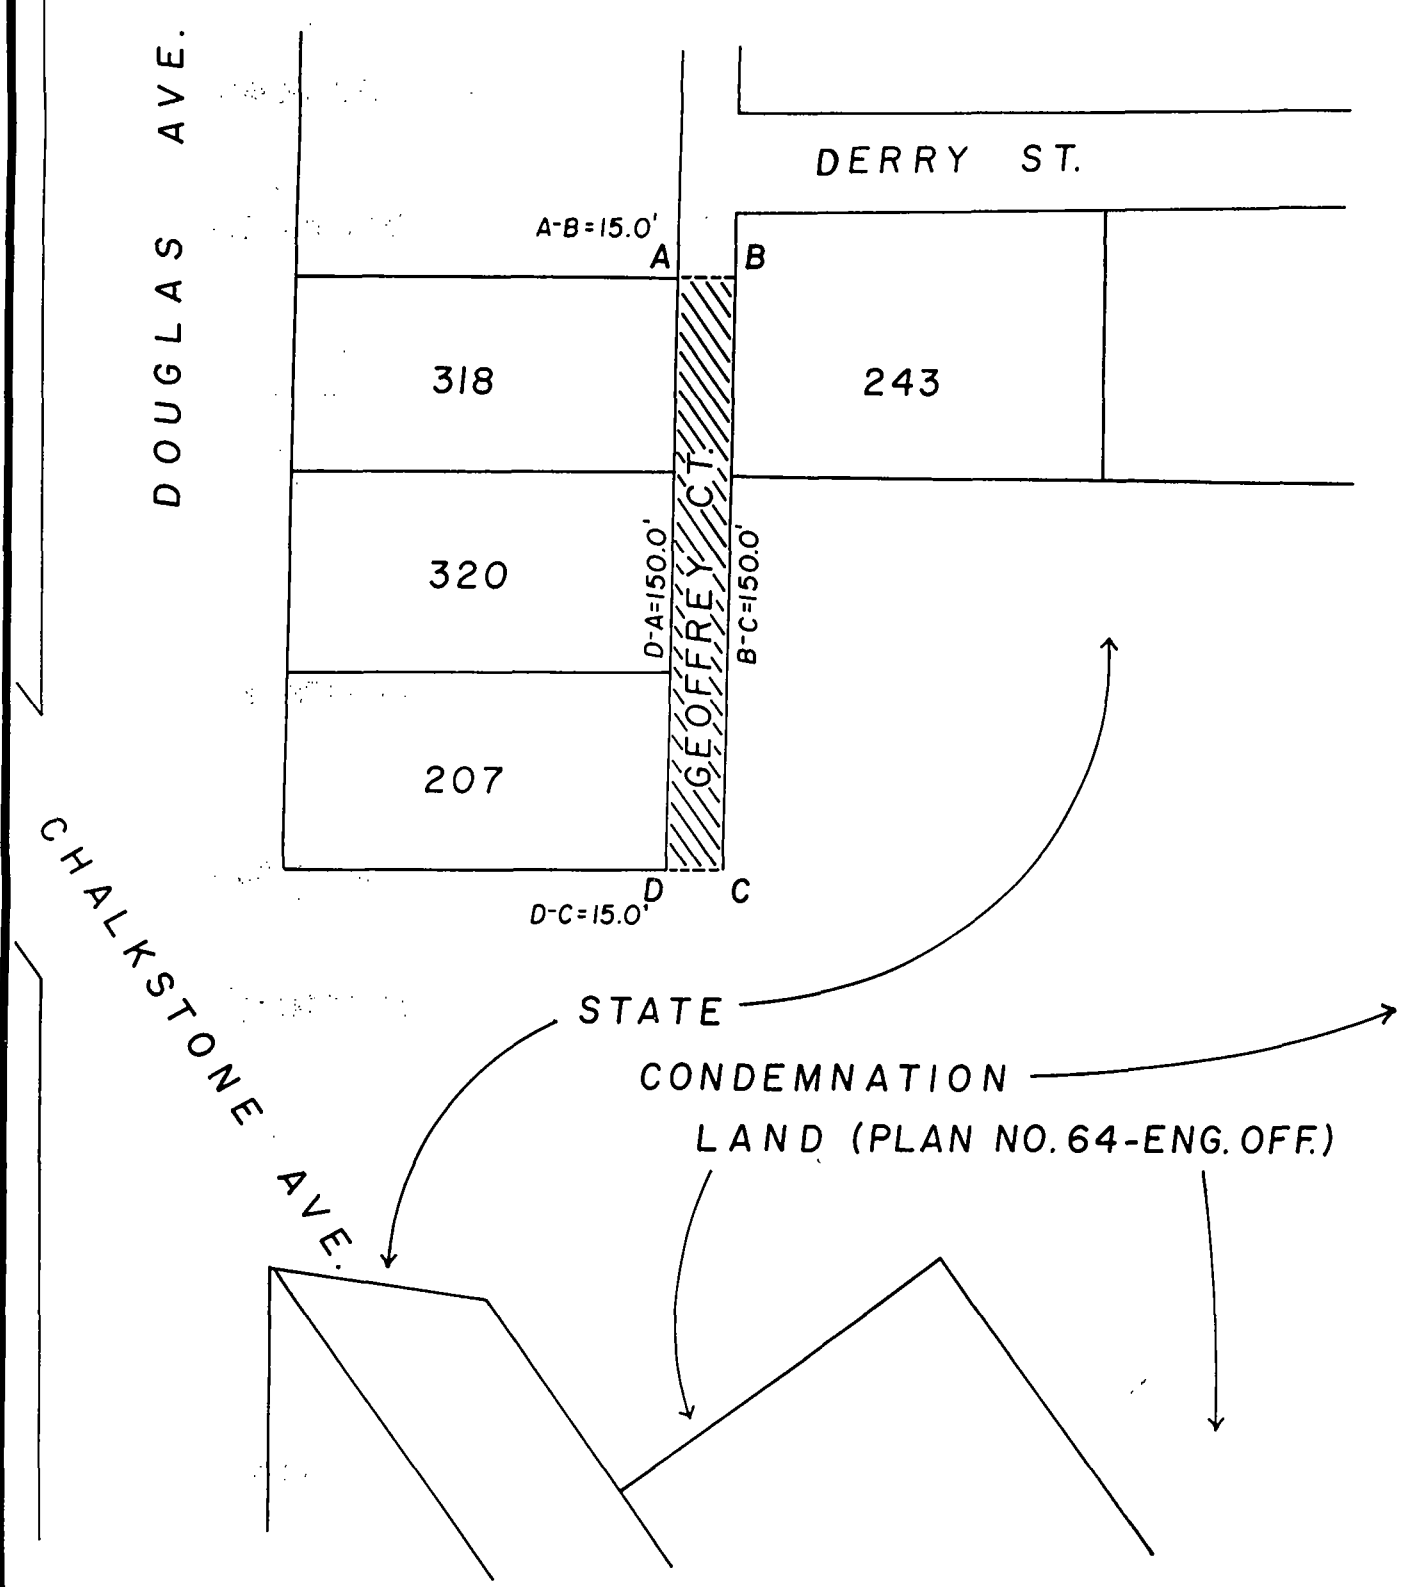 DOUGLAS AVE.
DERRY ST.
A-B=15.0'
A
B
318
243
320
GEOFFREY CT.
D-A=150.0'
B-C=150.0'
207
D
C
D-C=15.0'
CHALKSTONE AVE.
STATE
CONDEMNATION
LAND (PLAN NO. 64-ENG. OFF.)